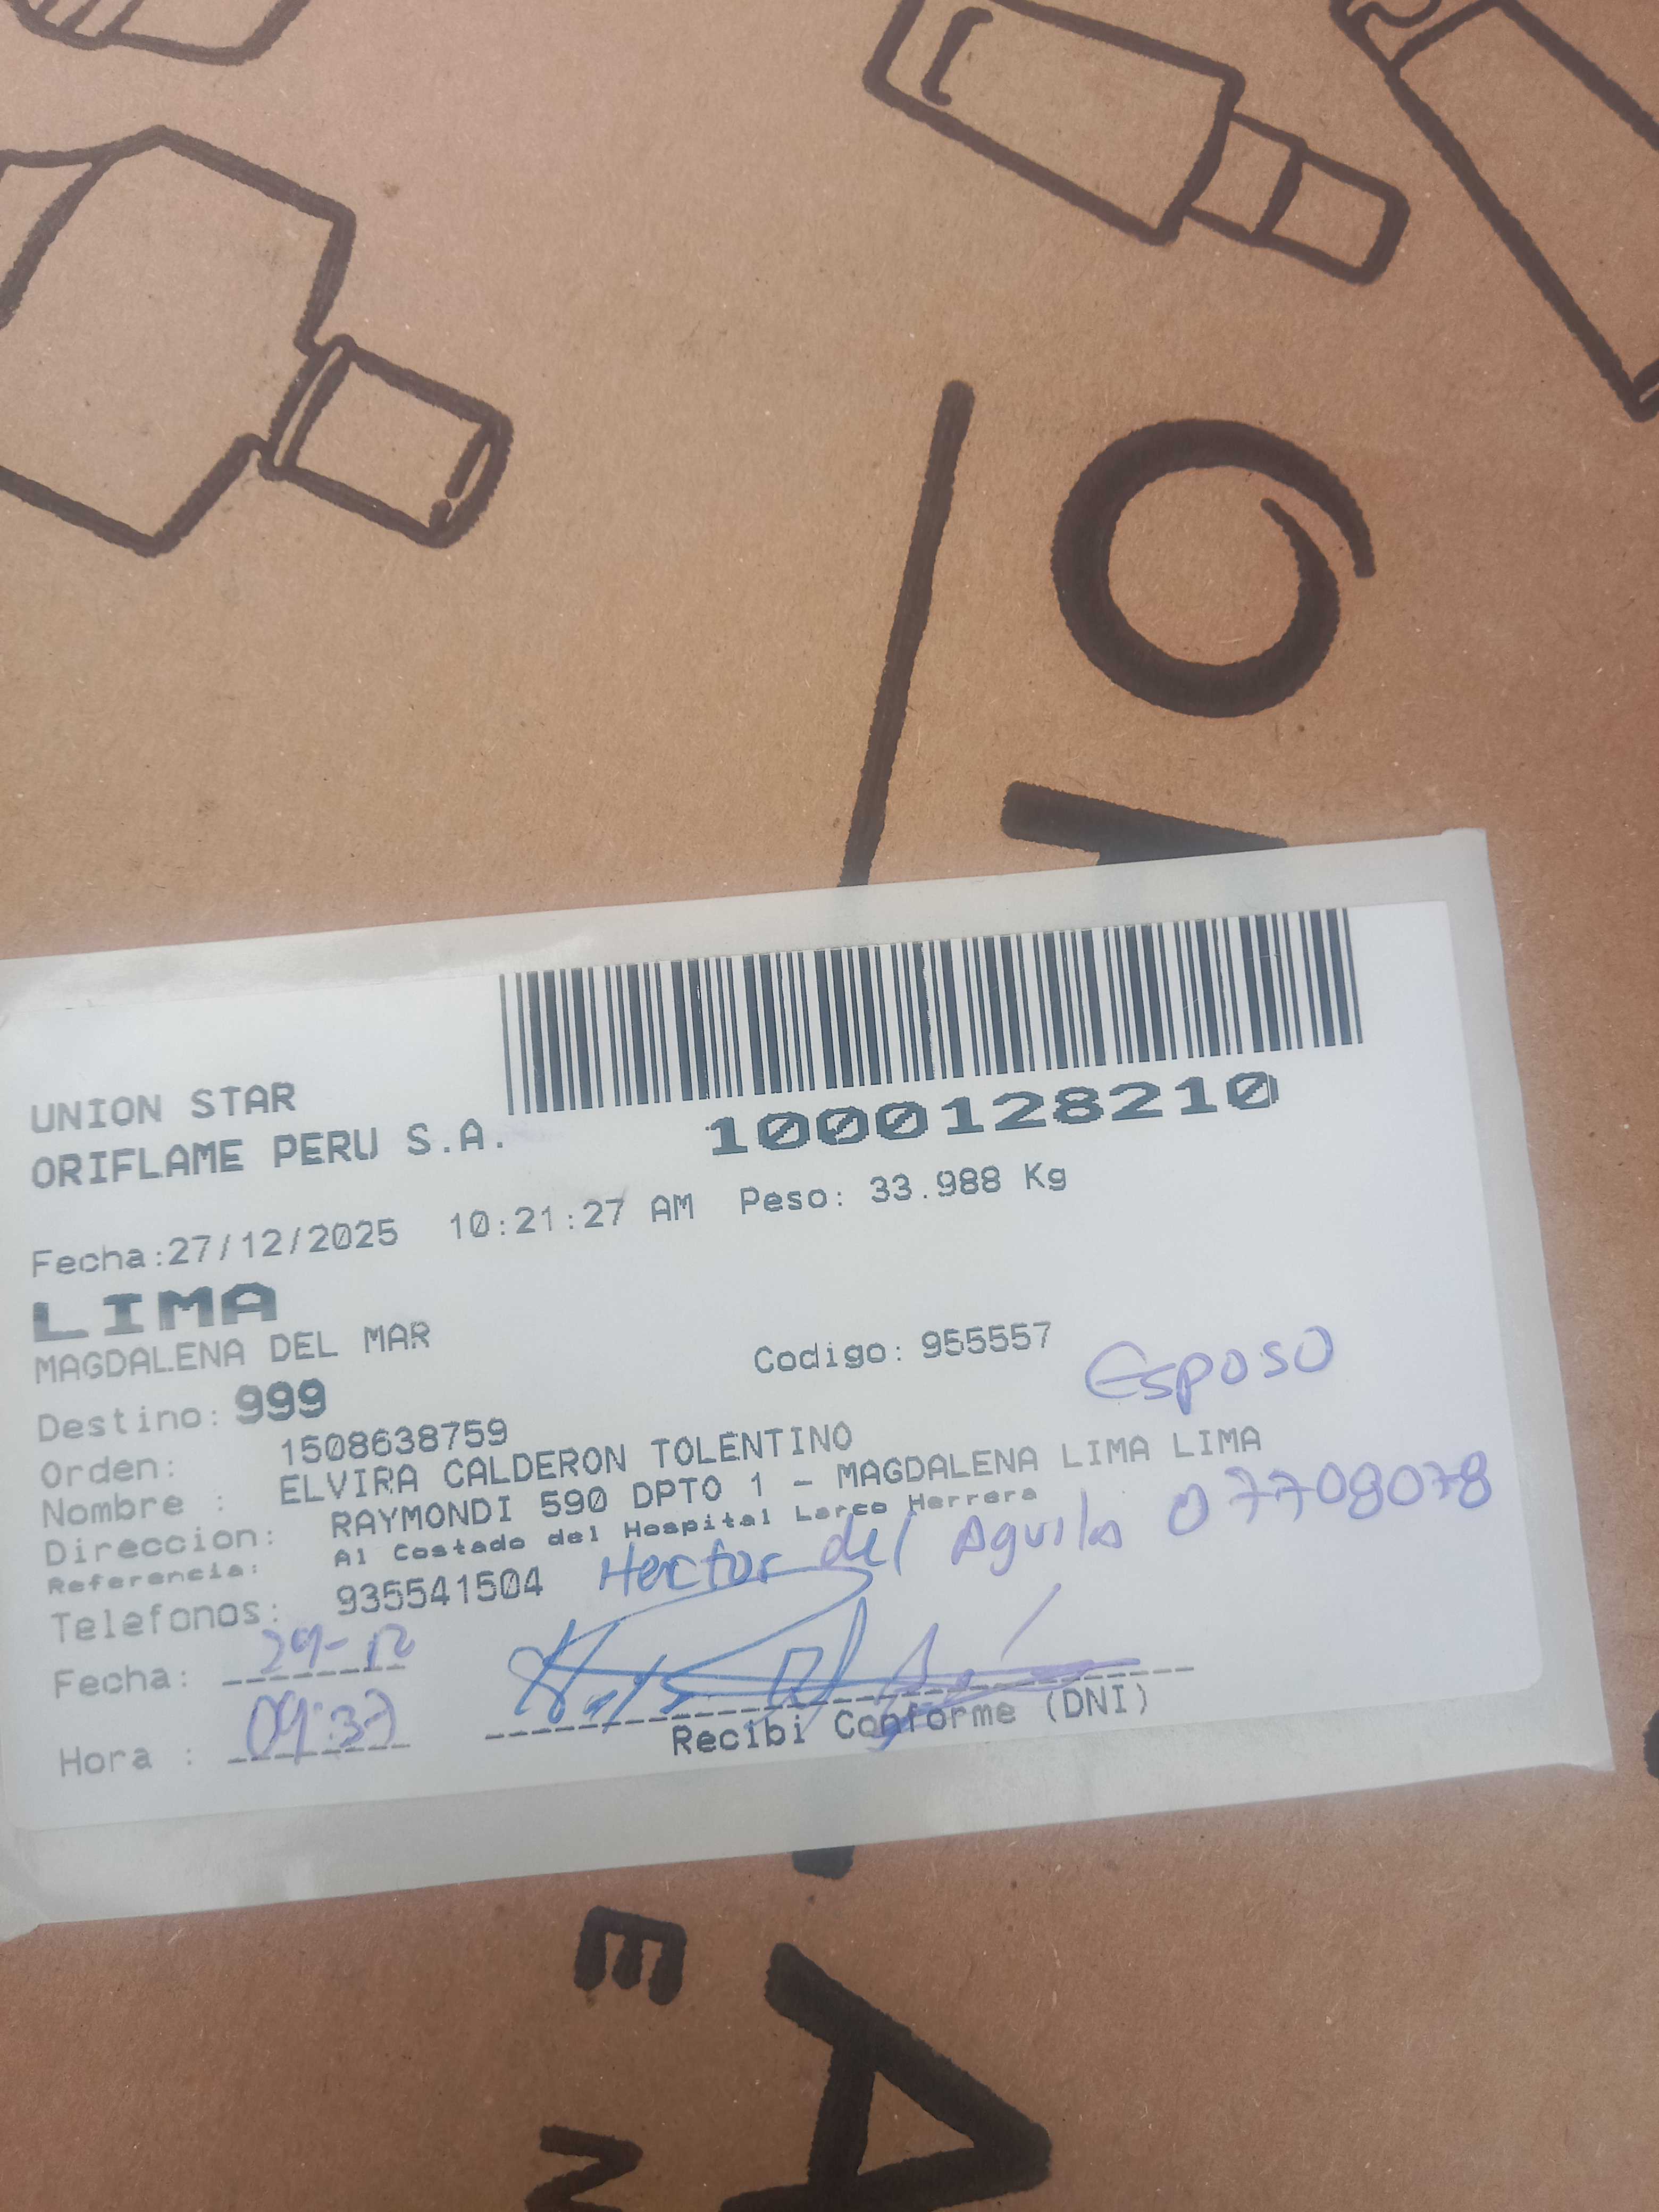 UNION STAR
ORIFLAME PERU S.A.
1000128210
Fecha:27/12/2025 10:21:27 AM Peso: 33.988 Kg
LIMA
MAGDALENA DEL MAR
Codigo: 955557
Esposo
Destino: 999
Orden: 1508638759
Nombre : ELVIRA CALDERON TOLENTINO
Direccion: RAYMONDI 590 DPTO 1 - MAGDALENA LIMA LIMA
Referencia: Al Costado del Hospital Larco Herrera
Telefonos: 935541504
Hector del Aguila 07708078
Fecha: 29-12
Hora : 09:37
Recibi Conforme (DNI)